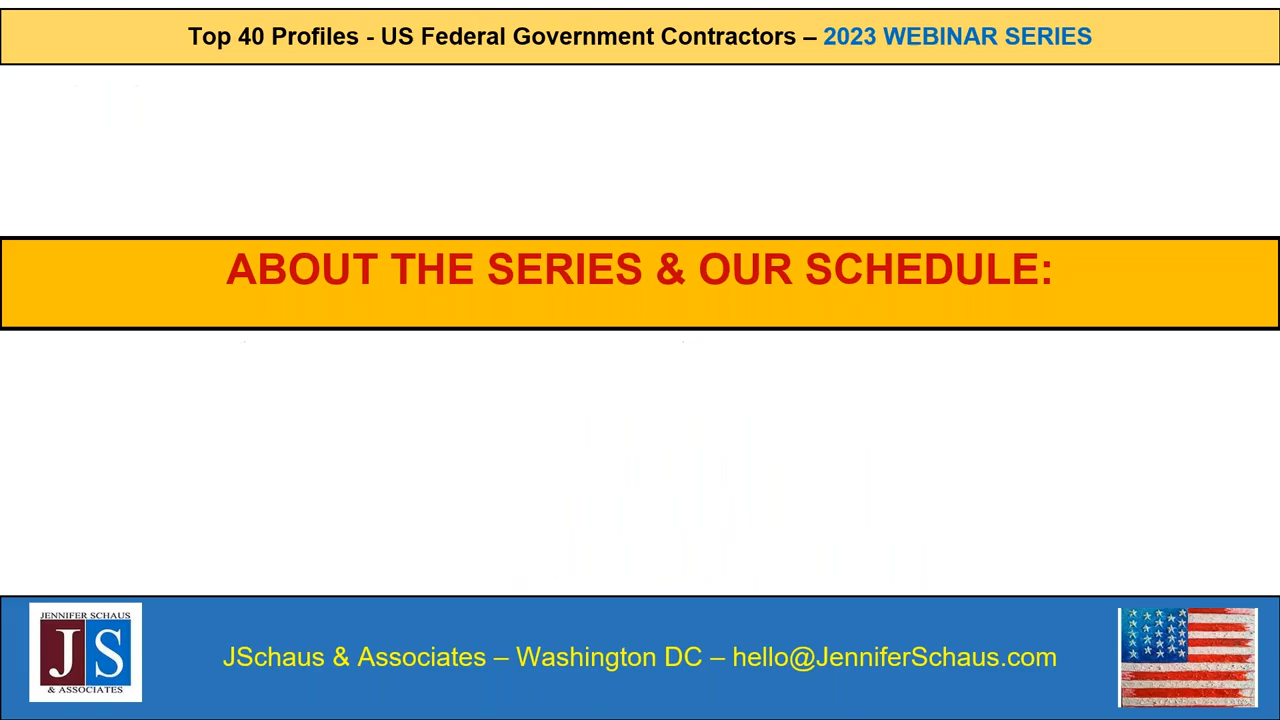 Top 40 Profiles - US Federal Government Contractors – 2023 WEBINAR SERIES
ABOUT THE SERIES & OUR SCHEDULE:
JENNIFER SCHAUS
JS
& ASSOCIATES
JSchaus & Associates – Washington DC – hello@JenniferSchaus.com